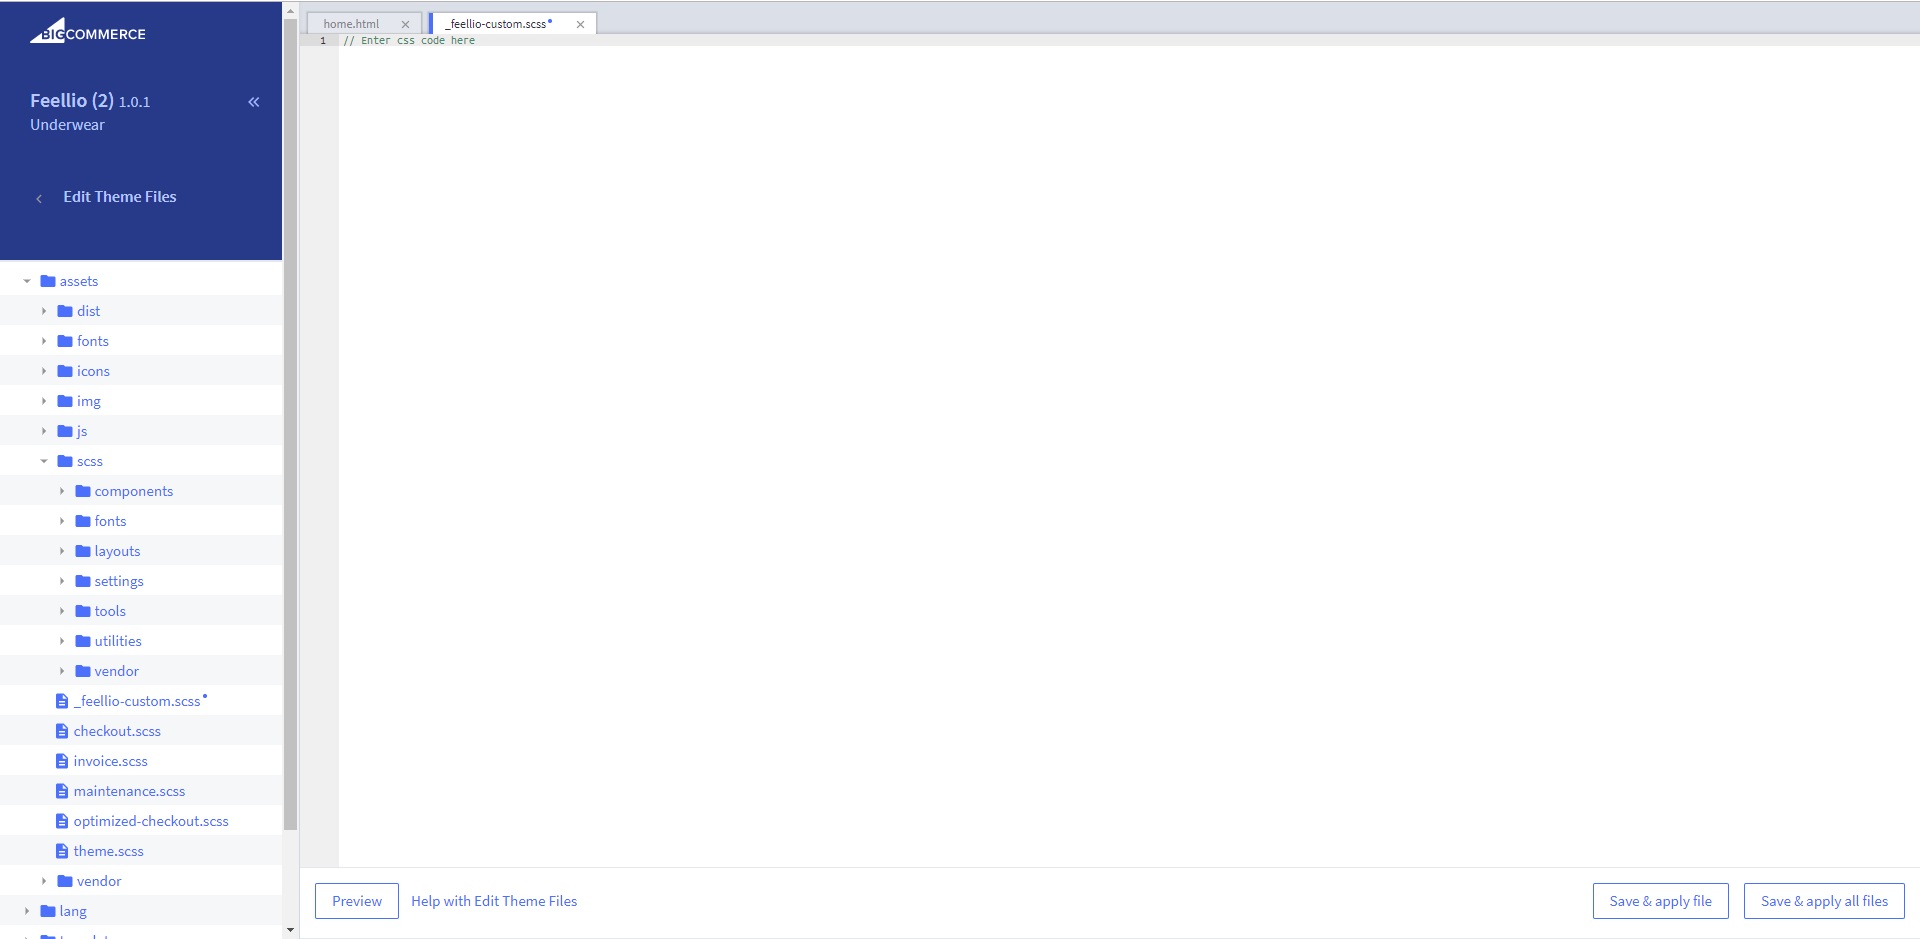 BIGCOMMERCE
Feellio (2) 1.0.1
Underwear
Edit Theme Files
assets
dist
fonts
icons
img
js
scss
components
fonts
layouts
settings
tools
utilities
vendor
_feellio-custom.scss
checkout.scss
invoice.scss
maintenance.scss
optimized-checkout.scss
theme.scss
vendor
lang
home.html
_feellio-custom.scss
1 // Enter css code here
Preview Help with Edit Theme Files Save & apply file Save & apply all files